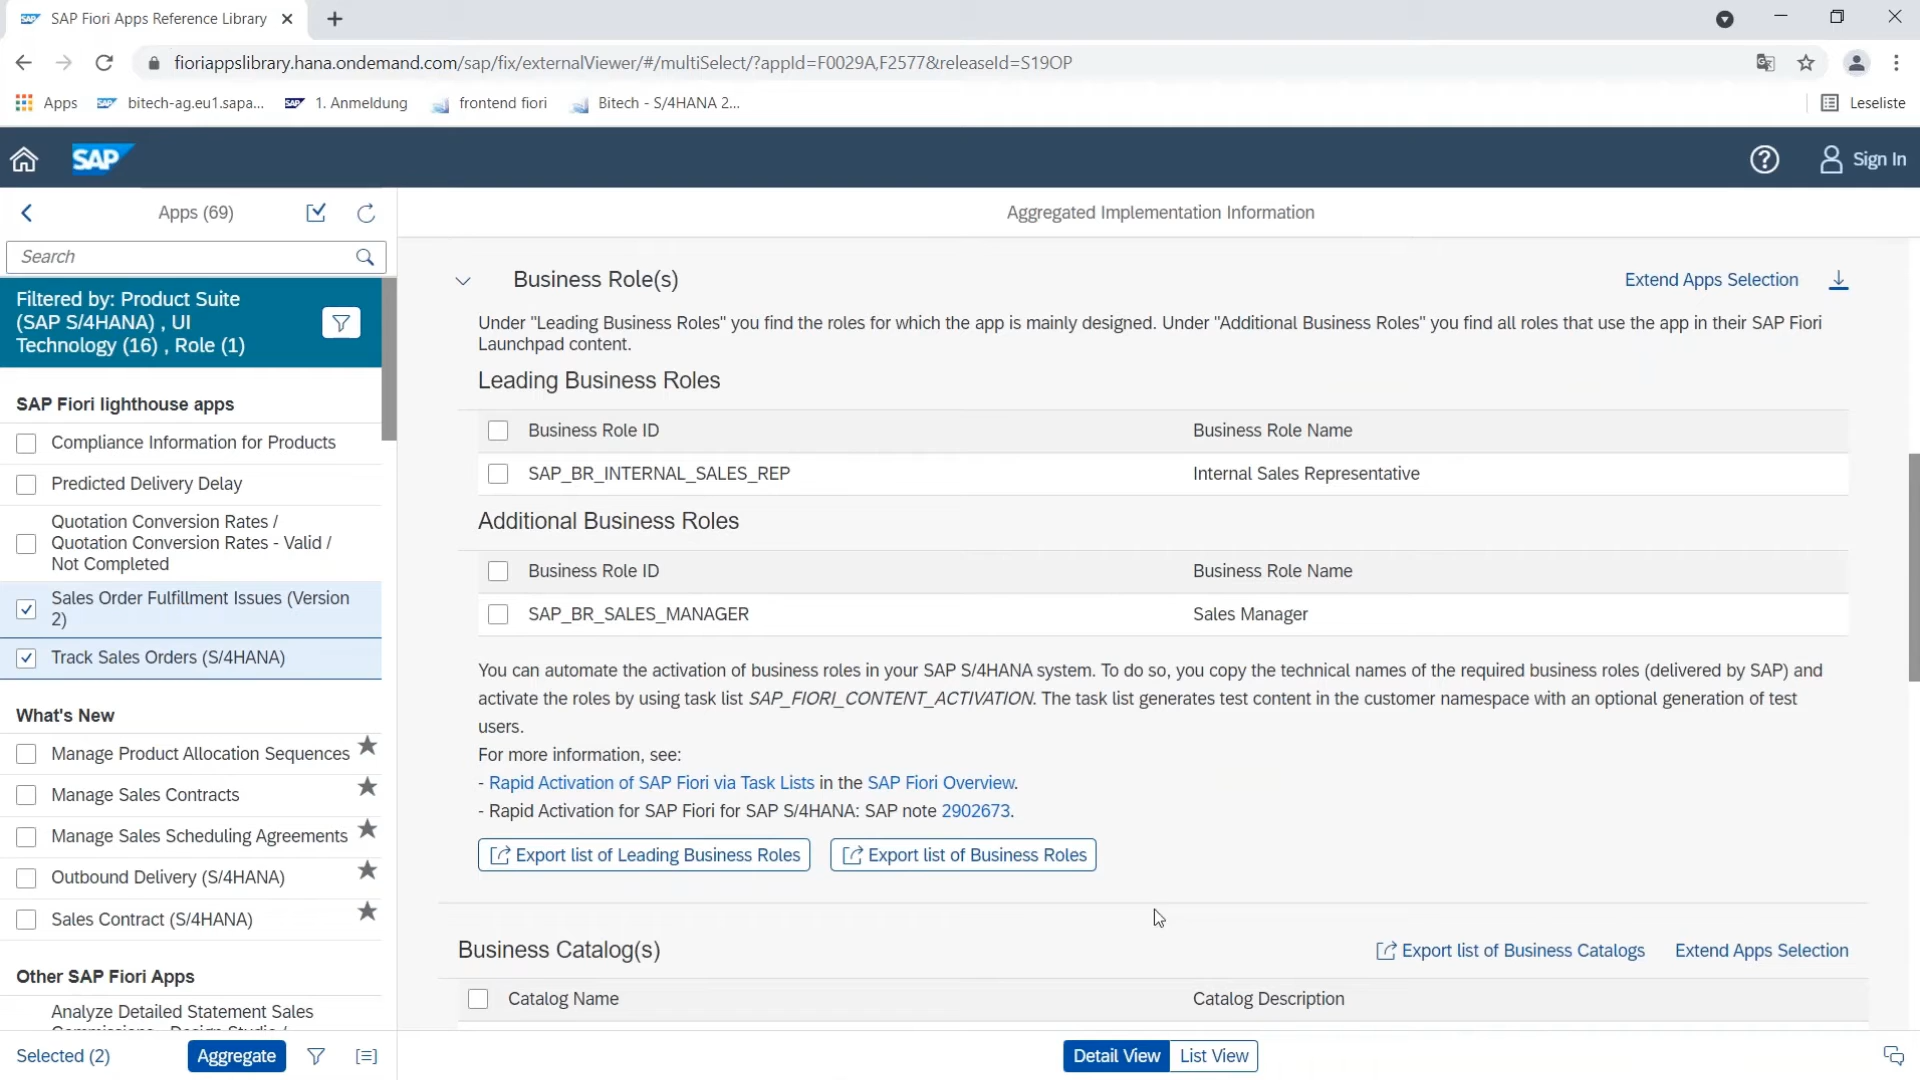 SAP Fiori Apps Reference Library
fioriappslibrary.hana.ondemand.com/sap/fix/externalViewer/#/multiSelect/?appId=F0029A,F2577&releaseId=S19OP
Apps
bitech-ag.eu1.sapa...
1. Anmeldung
frontend fiori
Bitech - S/4HANA 2...
Leseliste
SAP
Sign In
Apps (69)
Search
Filtered by: Product Suite
(SAP S/4HANA) , UI
Technology (16) , Role (1)
SAP Fiori lighthouse apps
Compliance Information for Products
Predicted Delivery Delay
Quotation Conversion Rates /
Quotation Conversion Rates - Valid /
Not Completed
Sales Order Fulfillment Issues (Version
2)
Track Sales Orders (S/4HANA)
What's New
Manage Product Allocation Sequences
Manage Sales Contracts
Manage Sales Scheduling Agreements
Outbound Delivery (S/4HANA)
Sales Contract (S/4HANA)
Other SAP Fiori Apps
Analyze Detailed Statement Sales
Selected (2)
Aggregate
Aggregated Implementation Information
Business Role(s)
Extend Apps Selection
Under "Leading Business Roles" you find the roles for which the app is mainly designed. Under "Additional Business Roles" you find all roles that use the app in their SAP Fiori
Launchpad content.
Leading Business Roles
Business Role ID
Business Role Name
SAP_BR_INTERNAL_SALES_REP
Internal Sales Representative
Additional Business Roles
Business Role ID
Business Role Name
SAP_BR_SALES_MANAGER
Sales Manager
You can automate the activation of business roles in your SAP S/4HANA system. To do so, you copy the technical names of the required business roles (delivered by SAP) and
activate the roles by using task list SAP_FIORI_CONTENT_ACTIVATION. The task list generates test content in the customer namespace with an optional generation of test
users.
For more information, see:
- Rapid Activation of SAP Fiori via Task Lists in the SAP Fiori Overview.
- Rapid Activation for SAP Fiori for SAP S/4HANA: SAP note 2902673.
Export list of Leading Business Roles
Export list of Business Roles
Business Catalog(s)
Export list of Business Catalogs
Extend Apps Selection
Catalog Name
Catalog Description
Detail View
List View